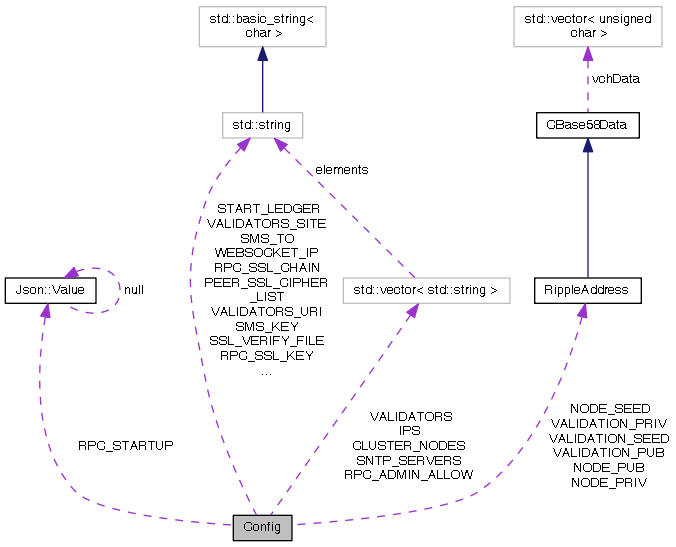 std::basic_string<
char >
std::vector< unsigned
char >
vchData
std::string
CBase58Data
elements
START_LEDGER
VALIDATORS_SITE
SMS_TO
WEBSOCKET_IP
RPC_SSL_CHAIN
PEER_SSL_CIPHER
_LIST
VALIDATORS_URI
SMS_KEY
SSL_VERIFY_FILE
RPC_SSL_KEY
...
Json::Value
null
std::vector< std::string >
RippleAddress
RPC_STARTUP
VALIDATORS
IPS
CLUSTER_NODES
SNTP_SERVERS
RPC_ADMIN_ALLOW
NODE_SEED
VALIDATION_PRIV
VALIDATION_SEED
VALIDATION_PUB
NODE_PUB
NODE_PRIV
Config